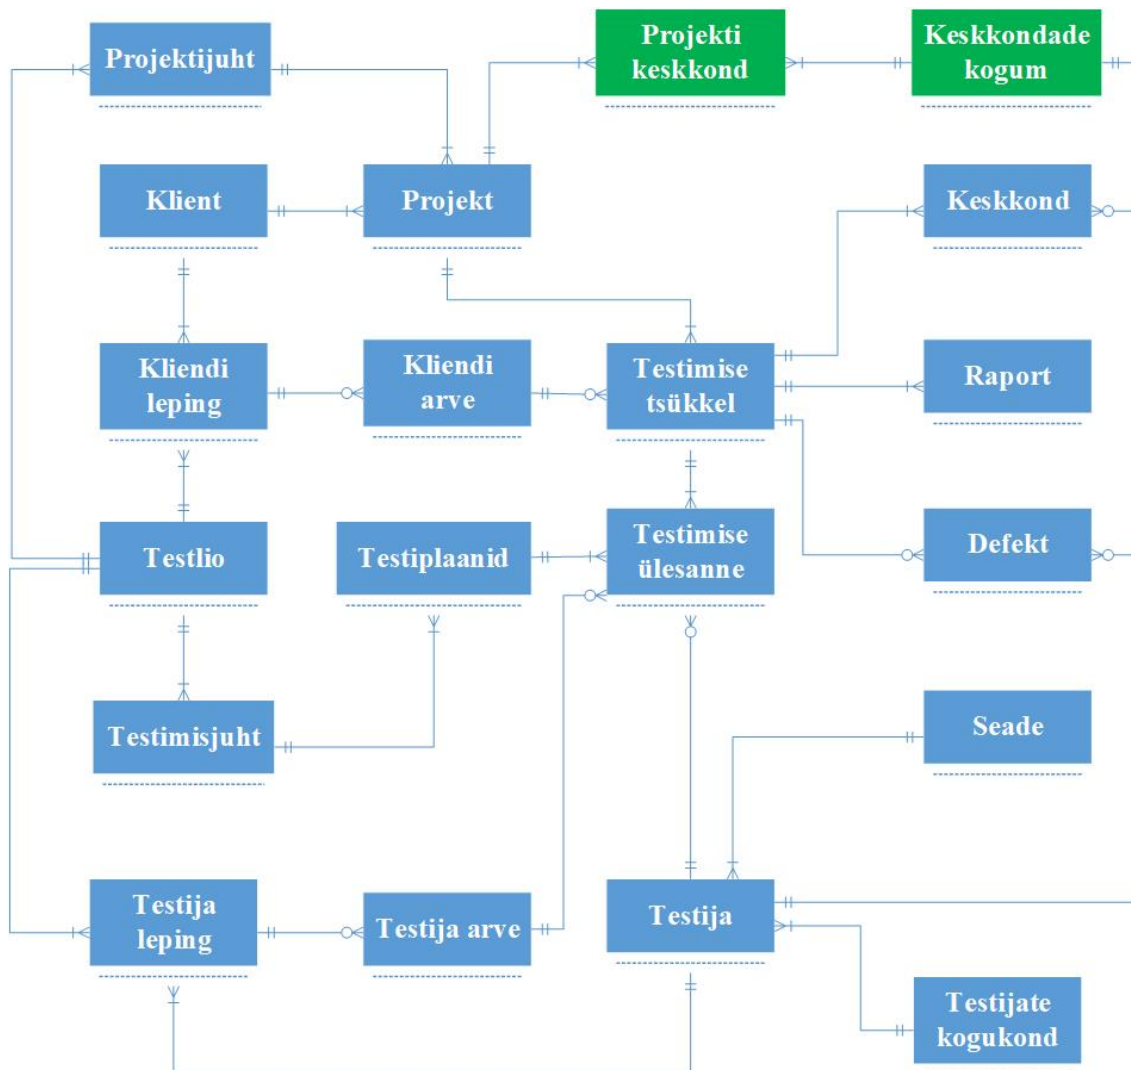 Projektijuht
Projekti
keskkond
Keskkondade
kogum
Klient
Projekt
Keskkond
Kliendi
leping
Kliendi
arve
Testimise
tsükkel
Raport
Testlio
Testiplaanid
Testimise
ülesanne
Defekt
Testimisjuht
Seade
Testija
leping
Testija arve
Testija
Testijate
kogukond